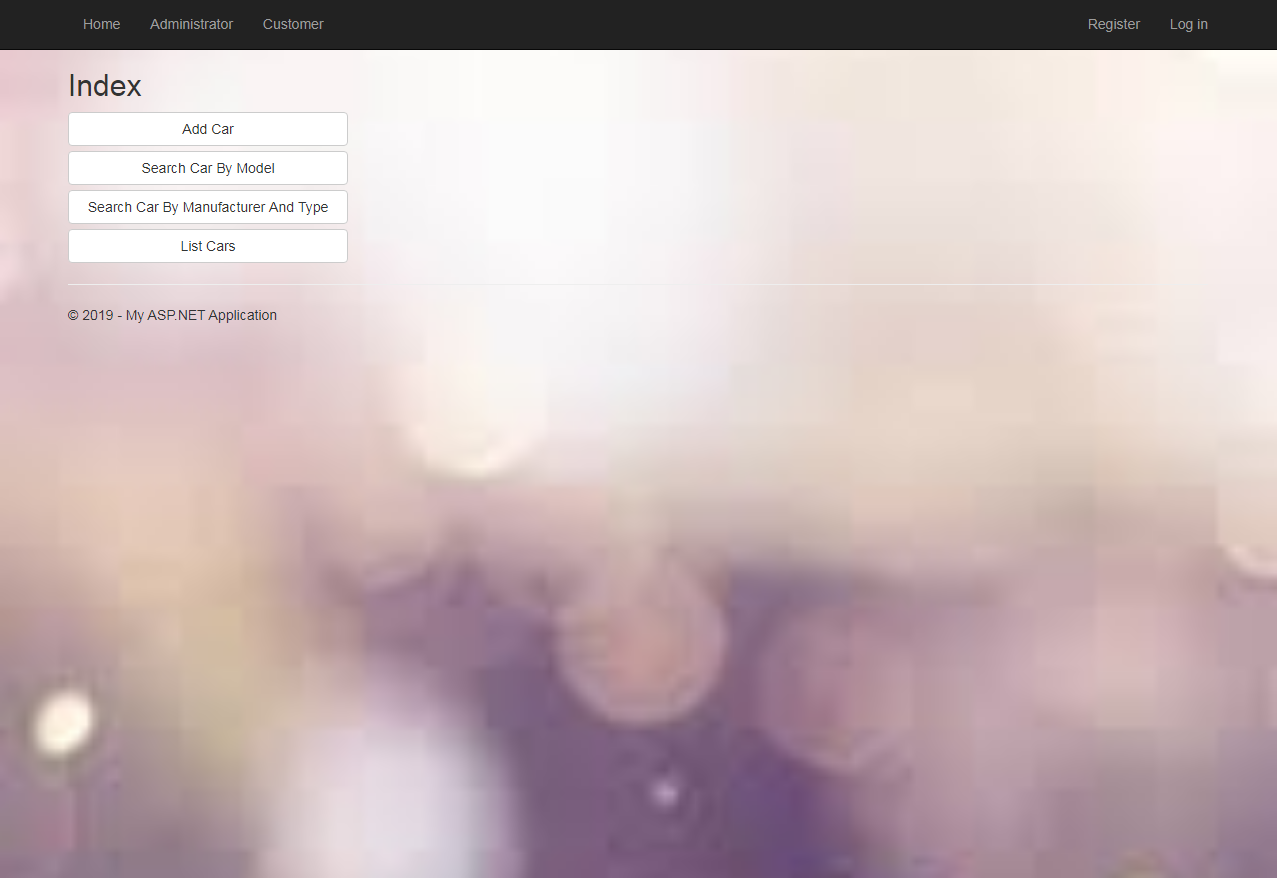 Home Administrator Customer Register Log in
Index
Add Car
Search Car By Model
Search Car By Manufacturer And Type
List Cars
© 2019 - My ASP.NET Application